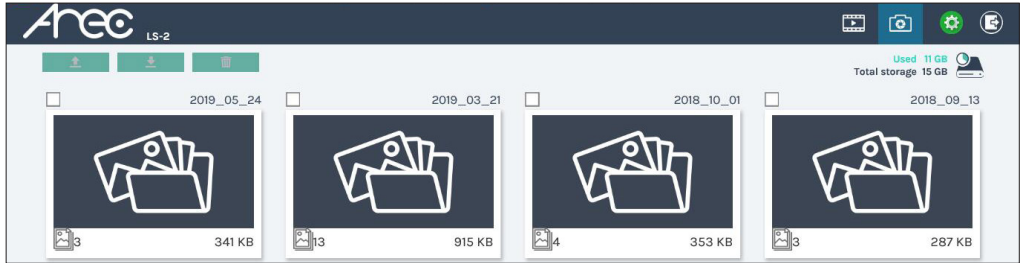 Arec LS-2
Used 11 GB
Total storage 15 GB
2019_05_24
2019_03_21
2018_10_01
2018_09_13
3 341 KB
13 915 KB
4 353 KB
3 287 KB